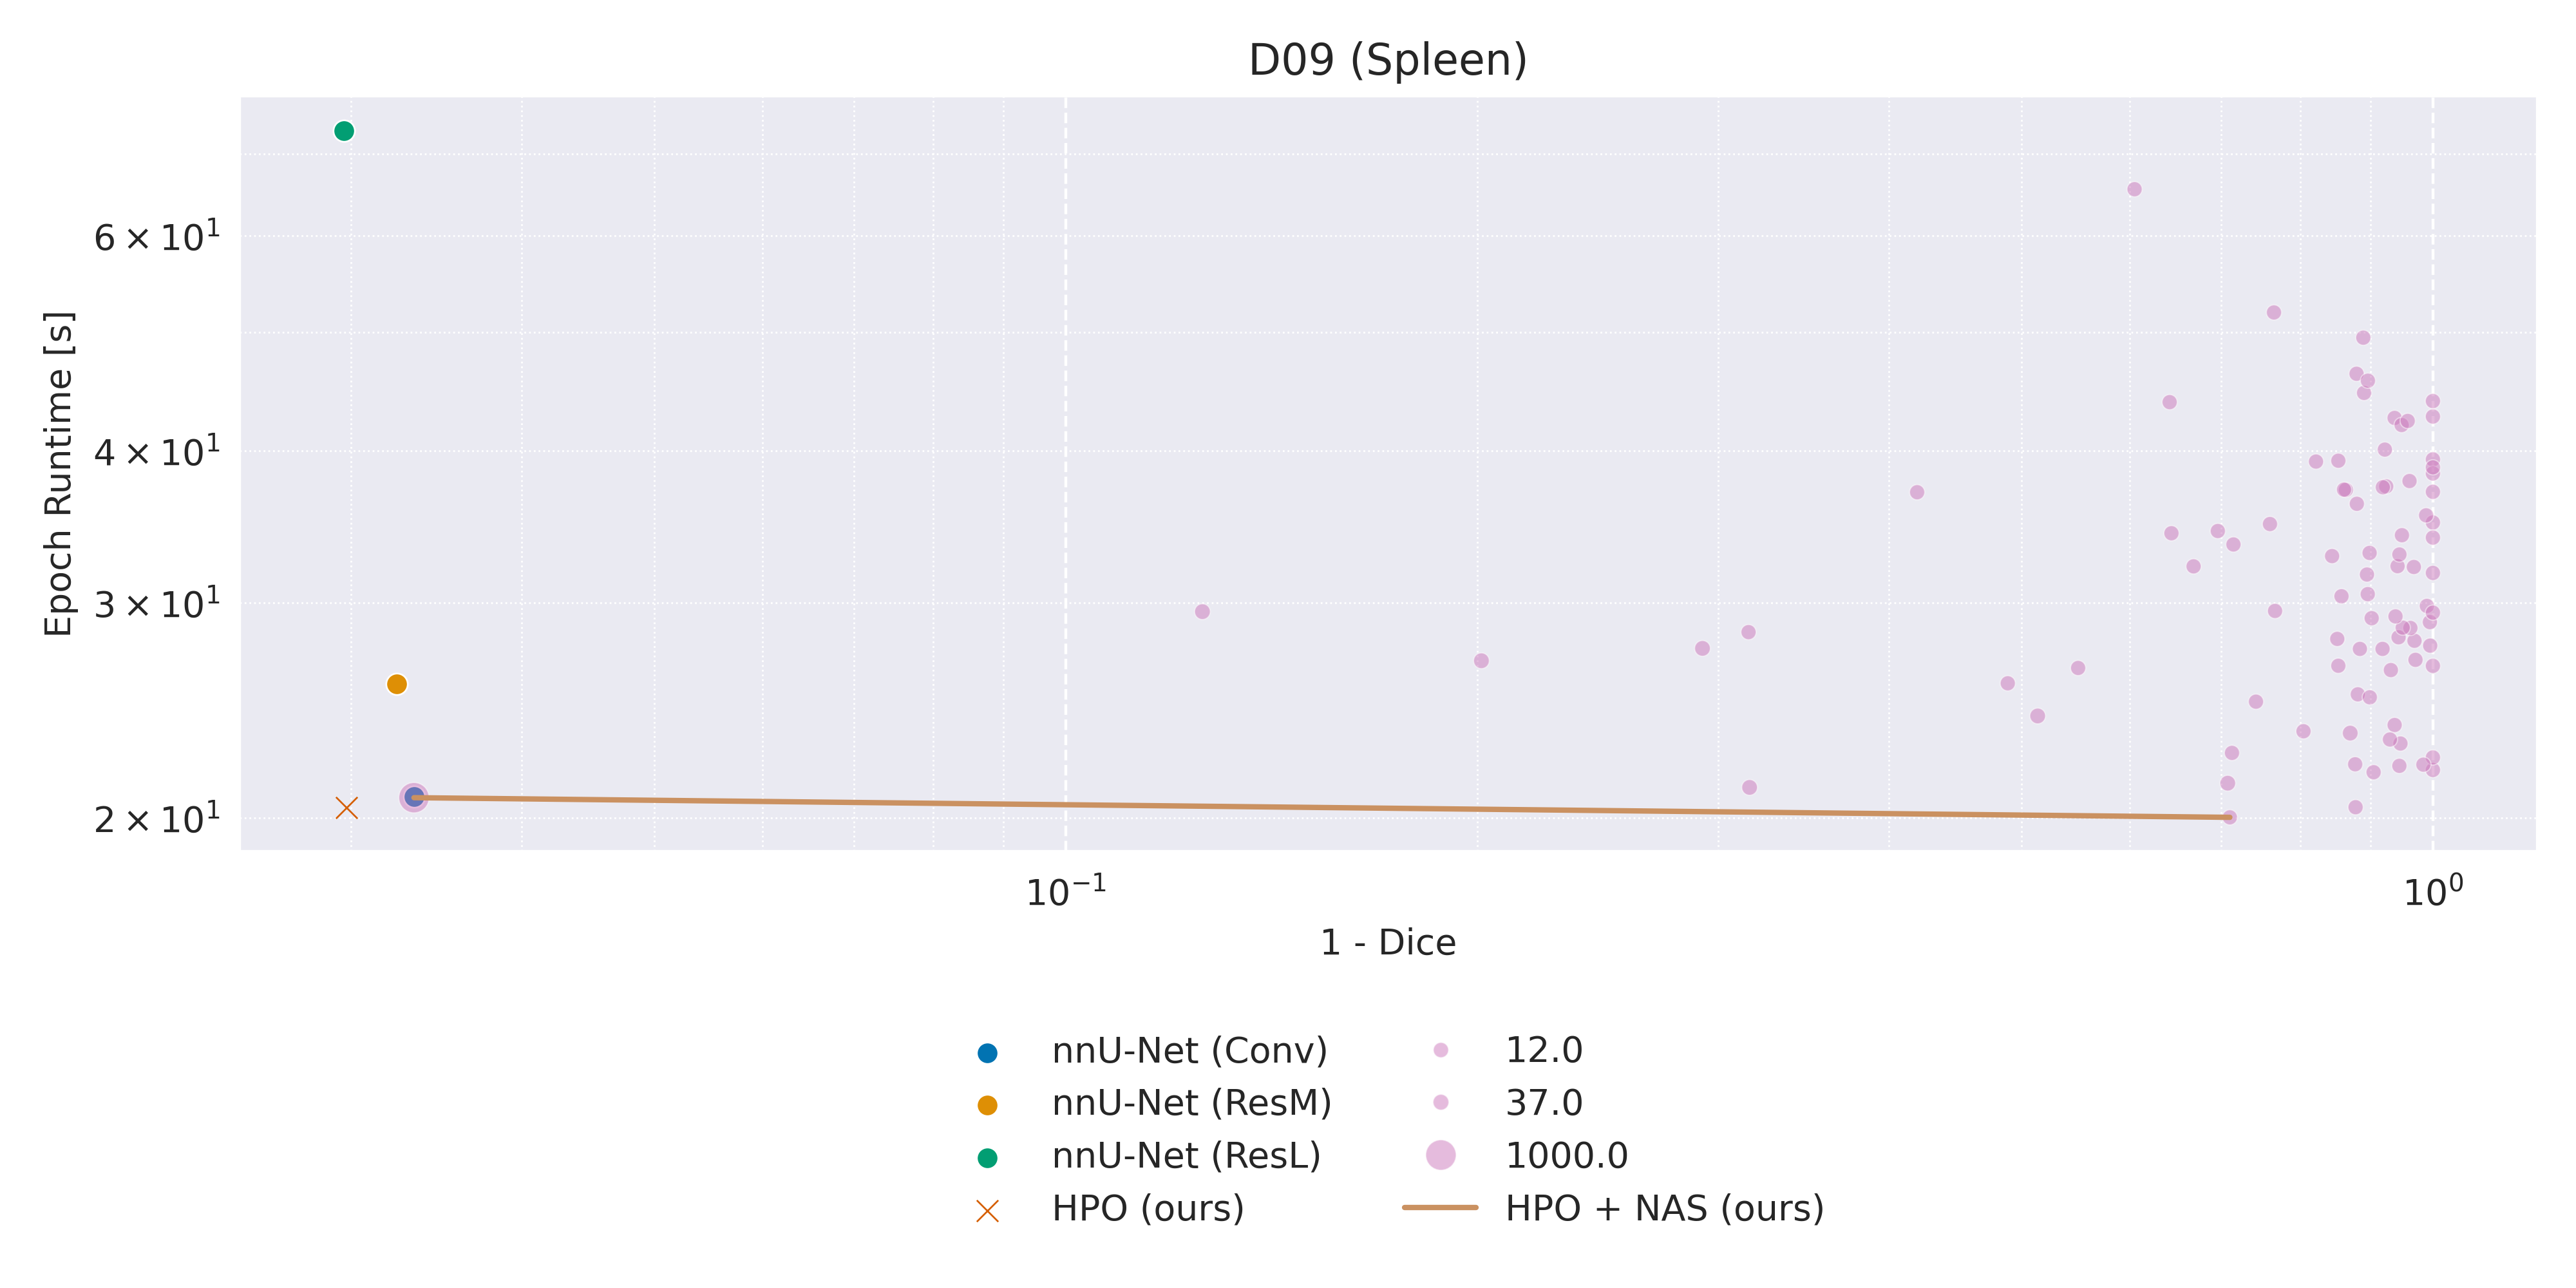 D09 (Spleen)
Epoch Runtime [s]
6 × 10¹
4 × 10¹
3 × 10¹
2 × 10¹
10⁻¹
10⁰
1 - Dice
nnU-Net (Conv)
nnU-Net (ResM)
nnU-Net (ResL)
HPO (ours)
12.0
37.0
1000.0
HPO + NAS (ours)